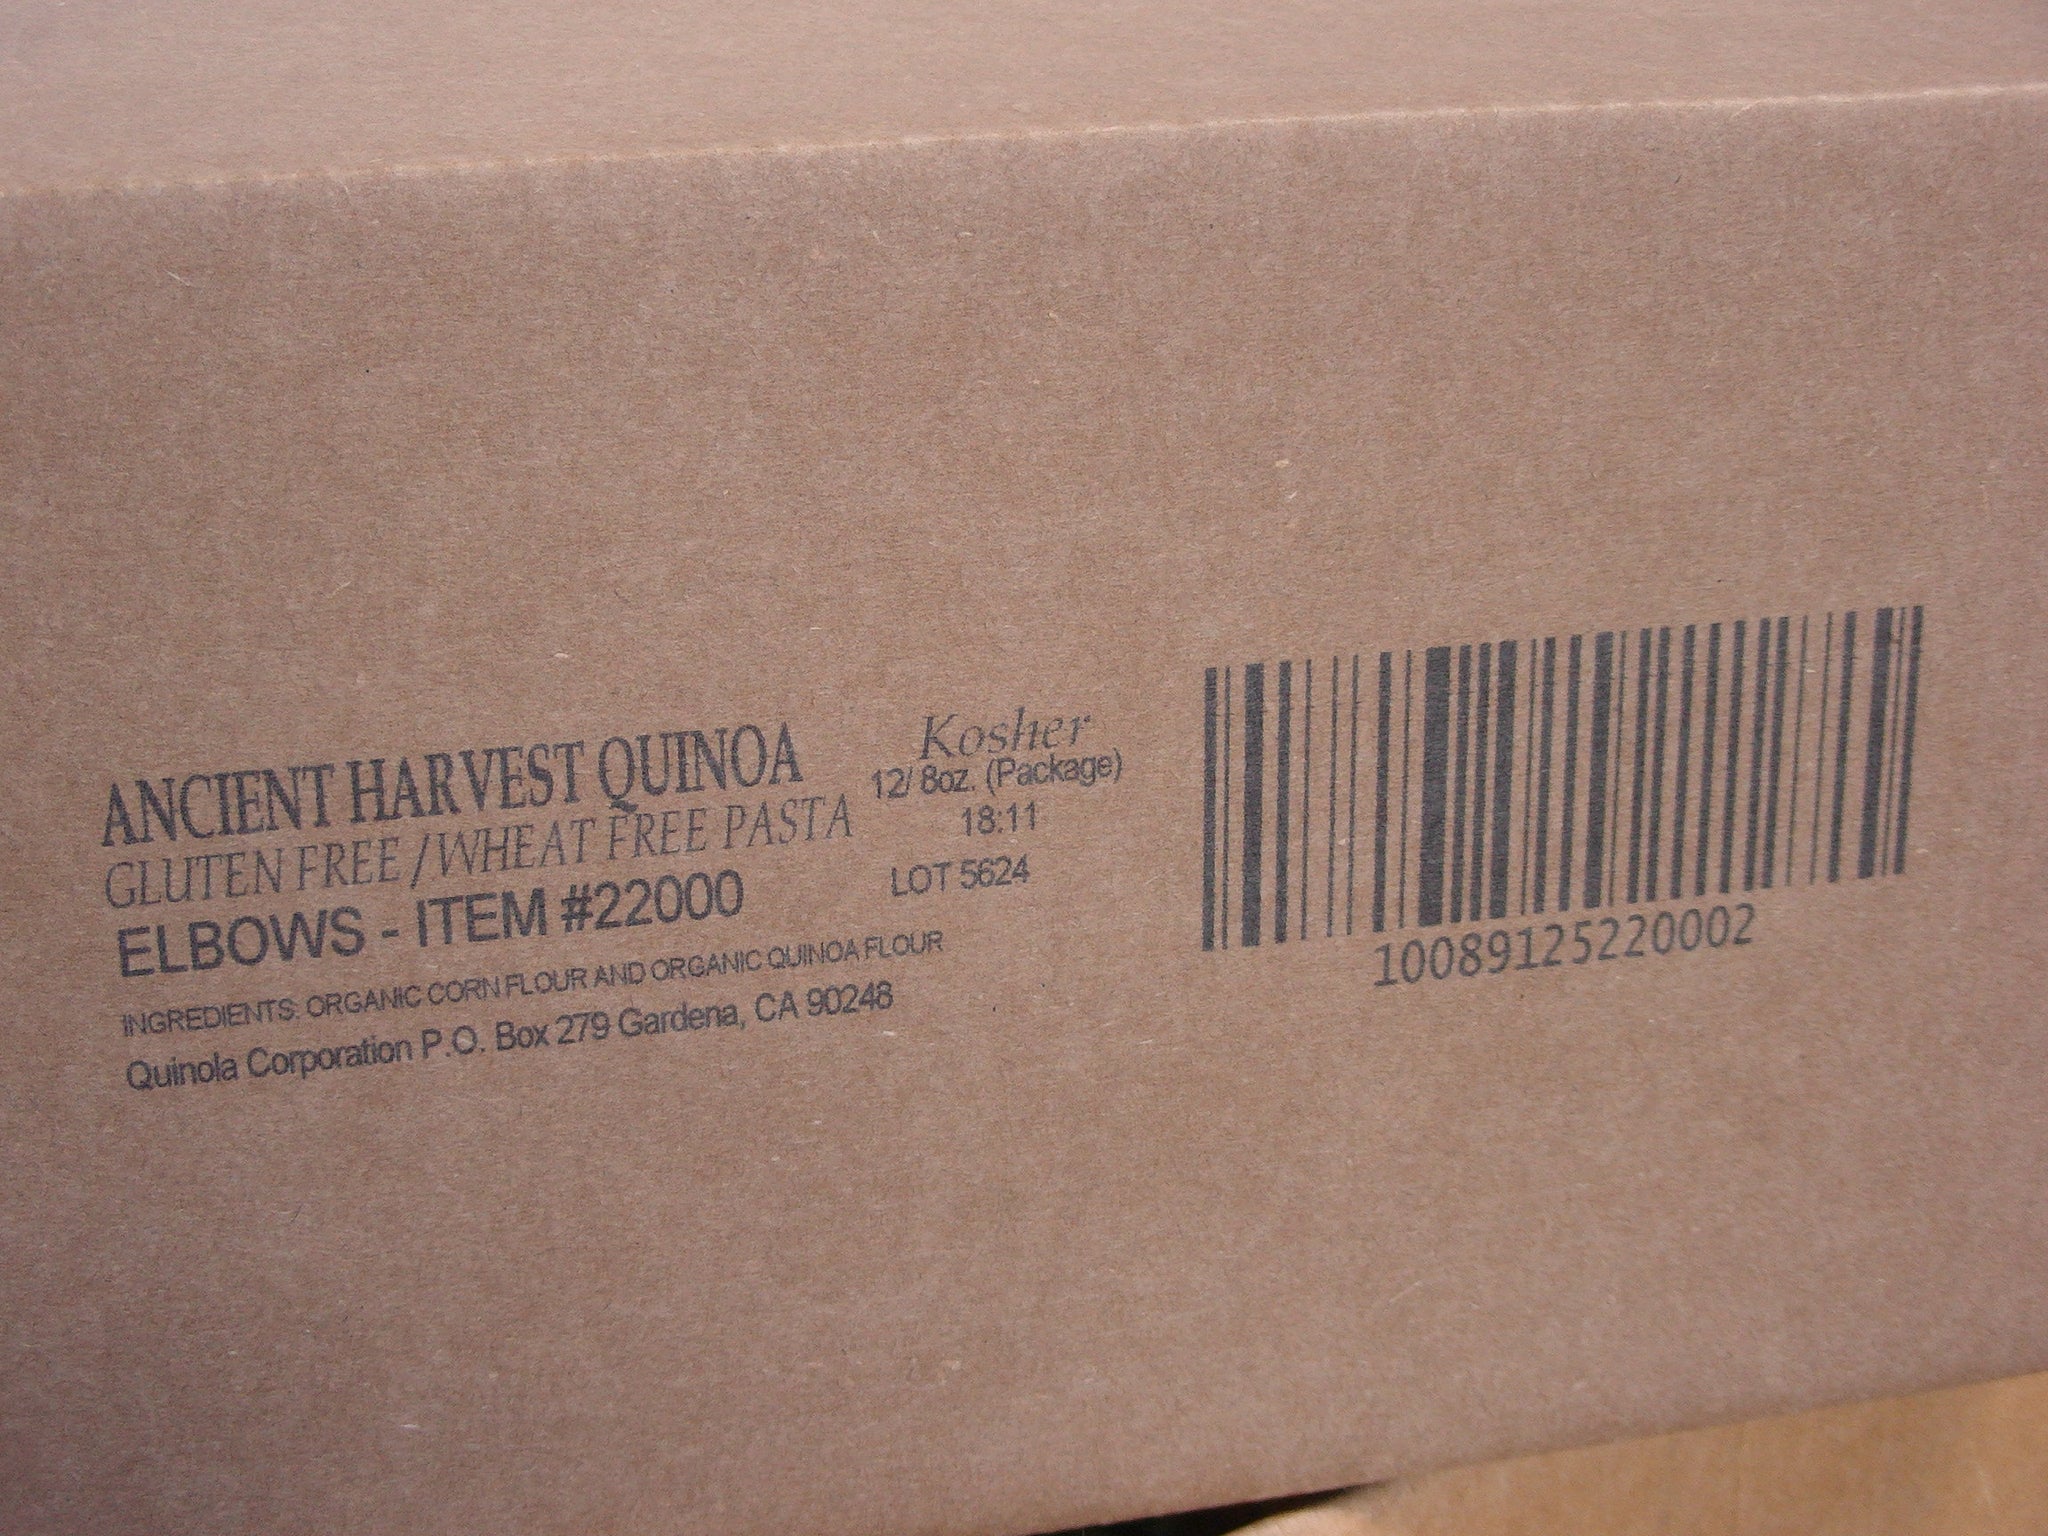 ANCIENT HARVEST QUINOA
GLUTEN FREE / WHEAT FREE PASTA
ELBOWS - ITEM #22000
INGREDIENTS: ORGANIC CORN FLOUR AND ORGANIC QUINOA FLOUR
Quinola Corporation P.O. Box 279 Gardena, CA 90248
Kosher
12/ 8oz. (Package)
18:11
LOT 5624
10089125220002